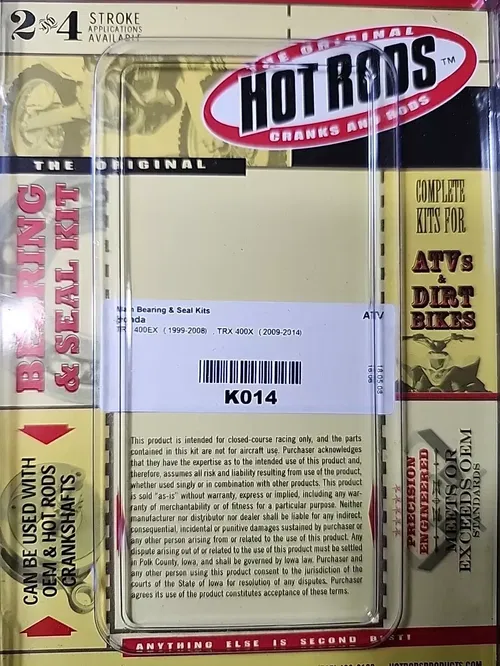 2 AND 4 STROKE
APPLICATIONS
AVAILABLE
THE ORIGINAL
HOT RODS™
CRANKS AND RODS
THE ORIGINAL
BEARING
& SEAL KIT
COMPLETE
KITS FOR
ATVs
&
DIRT
BIKES
Main Bearing & Seal Kits
Honda
ATV
TRX 400EX (1999-2008) , TRX 400X (2009-2014)
K014
This product is intended for closed-course racing only, and the parts
contained in this kit are not for aircraft use. Purchaser acknowledges
that they have the expertise as to the intended use of this product and,
therefore, assumes all risk and liability resulting from use of the product,
whether used singly or in combination with other products. This product
is sold "as-is" without warranty, express or implied, including any war-
ranty of merchantability or of fitness for a particular purpose. Neither
manufacturer nor distributor nor dealer shall be liable for any indirect,
consequential, incidental or punitive damages sustained by purchaser or
any other person arising from or related to the use of this product. Any
dispute arising out of or related to the use of this product must be settled
in Polk County, Iowa, and shall be governed by Iowa law. Purchaser and
any other person using this product consent to the jurisdiction of the
courts of the State of Iowa for resolution of any disputes. Purchaser
agrees its use of the product constitutes acceptance of these terms.
CAN BE USED WITH
OEM & HOT RODS
CRANKSHAFTS
PRECISION
ENGINEERED
MEETS OR
EXCEEDS OEM
STANDARDS
ANYTHING ELSE IS SECOND BEST!